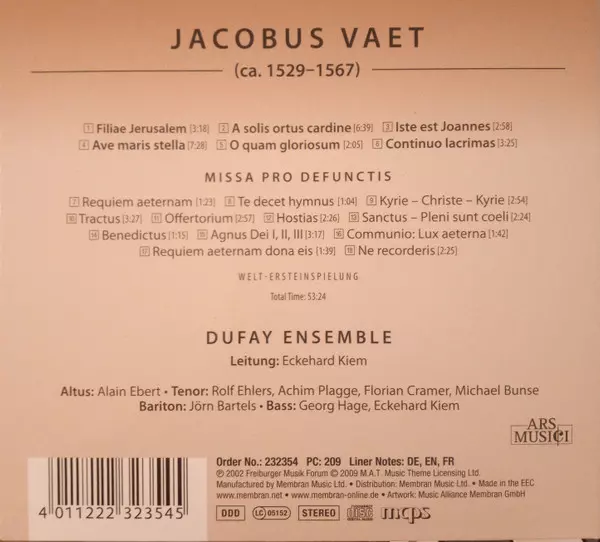 JACOBUS VAET
(ca. 1529–1567)
1 Filiae Jerusalem [3:18] 2 A solis ortus cardine [6:39] 3 Iste est Joannes [2:58]
4 Ave maris stella [7:28] 5 O quam gloriosum [2:05] 6 Continuo lacrimas [3:25]
MISSA PRO DEFUNCTIS
7 Requiem aeternam [1:23] 8 Te decet hymnus [1:04] 9 Kyrie – Christe – Kyrie [2:54]
10 Tractus [3:27] 11 Offertorium [2:57] 12 Hostias [2:26] 13 Sanctus – Pleni sunt coeli [2:24]
14 Benedictus [1:15] 15 Agnus Dei I, II, III [3:17] 16 Communio: Lux aeterna [1:42]
17 Requiem aeternam dona eis [1:39] 18 Ne recorderis [2:25]
WELT-ERSTEINSPIELUNG
Total Time: 53:24
DUFAY ENSEMBLE
Leitung: Eckehard Kiem
Altus: Alain Ebert • Tenor: Rolf Ehlers, Achim Plagge, Florian Cramer, Michael Bunse
Bariton: Jörn Bartels • Bass: Georg Hage, Eckehard Kiem
ARS
MUSICI
Order No.: 232354 PC: 209 Liner Notes: DE, EN, FR
℗ 2002 Freiburger Musik Forum © 2009 M.A.T. Music Theme Licensing Ltd.
Manufactured by Membran Music Ltd. • Distribution: Membran Music Ltd. • Made in the EEC
www.membran.net • www.membran-online.de • Artwork: Music Alliance Membran GmbH
DDD LC 05152 STEREO COMPACT disc DIGITAL AUDIO mcps
4 011222 323545